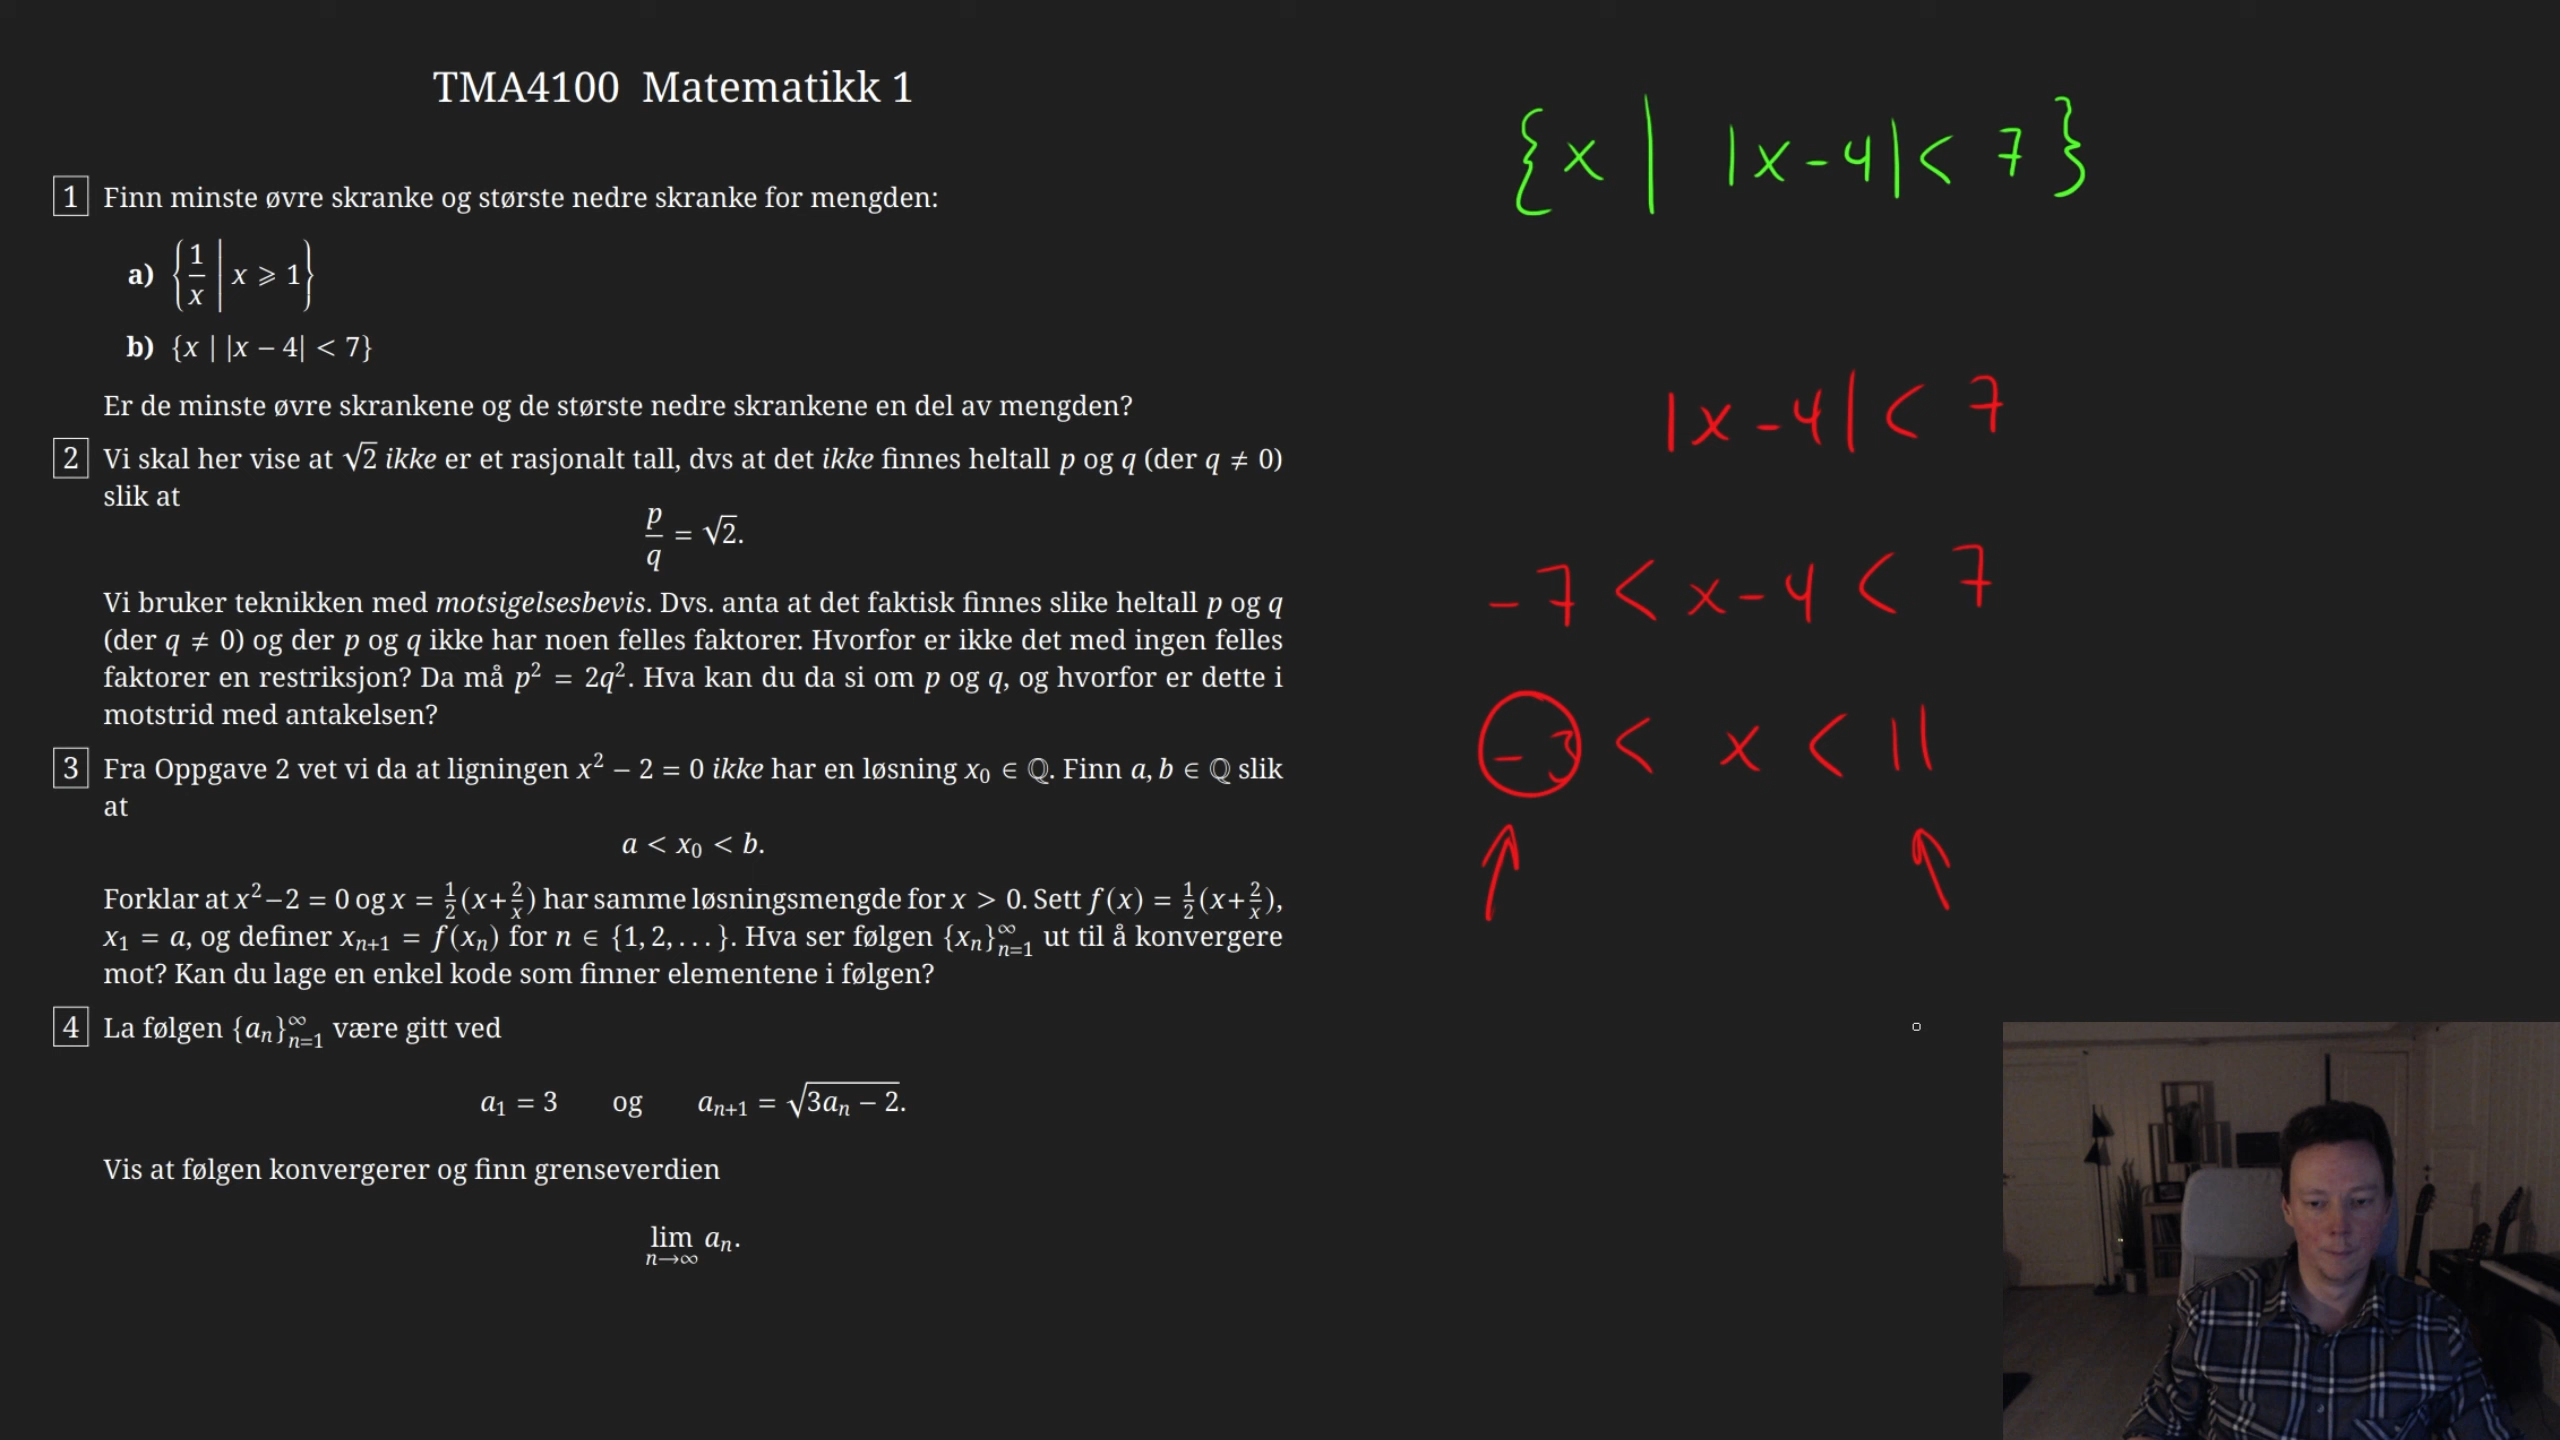 TMA4100 Matematikk 1
1 Finn minste øvre skranke og største nedre skranke for mengden:
a) {1/x | x ⩾ 1}
b) {x | |x − 4| < 7}
Er de minste øvre skrankene og de største nedre skrankene en del av mengden?
2 Vi skal her vise at √2 ikke er et rasjonalt tall, dvs at det ikke finnes heltall p og q (der q ≠ 0)
slik at
p/q = √2.
Vi bruker teknikken med motsigelsesbevis. Dvs. anta at det faktisk finnes slike heltall p og q
(der q ≠ 0) og der p og q ikke har noen felles faktorer. Hvorfor er ikke det med ingen felles
faktorer en restriksjon? Da må p² = 2q². Hva kan du da si om p og q, og hvorfor er dette i
motstrid med antakelsen?
3 Fra Oppgave 2 vet vi da at ligningen x² − 2 = 0 ikke har en løsning x₀ ∈ ℚ. Finn a, b ∈ ℚ slik
at
a < x₀ < b.
Forklar at x² − 2 = 0 og x = ½(x + 2/x) har samme løsningsmengde for x > 0. Sett f(x) = ½(x + 2/x),
x₁ = a, og definer xₙ₊₁ = f(xₙ) for n ∈ {1, 2, . . . }. Hva ser følgen {xₙ}∞ₙ₌₁ ut til å konvergere
mot? Kan du lage en enkel kode som finner elementene i følgen?
4 La følgen {aₙ}∞ₙ₌₁ være gitt ved
a₁ = 3 og aₙ₊₁ = √(3aₙ − 2).
Vis at følgen konvergerer og finn grenseverdien
lim n→∞ aₙ.
{x | |x-4| < 7}
|x-4| < 7
-7 < x-4 < 7
-3 < x < 11